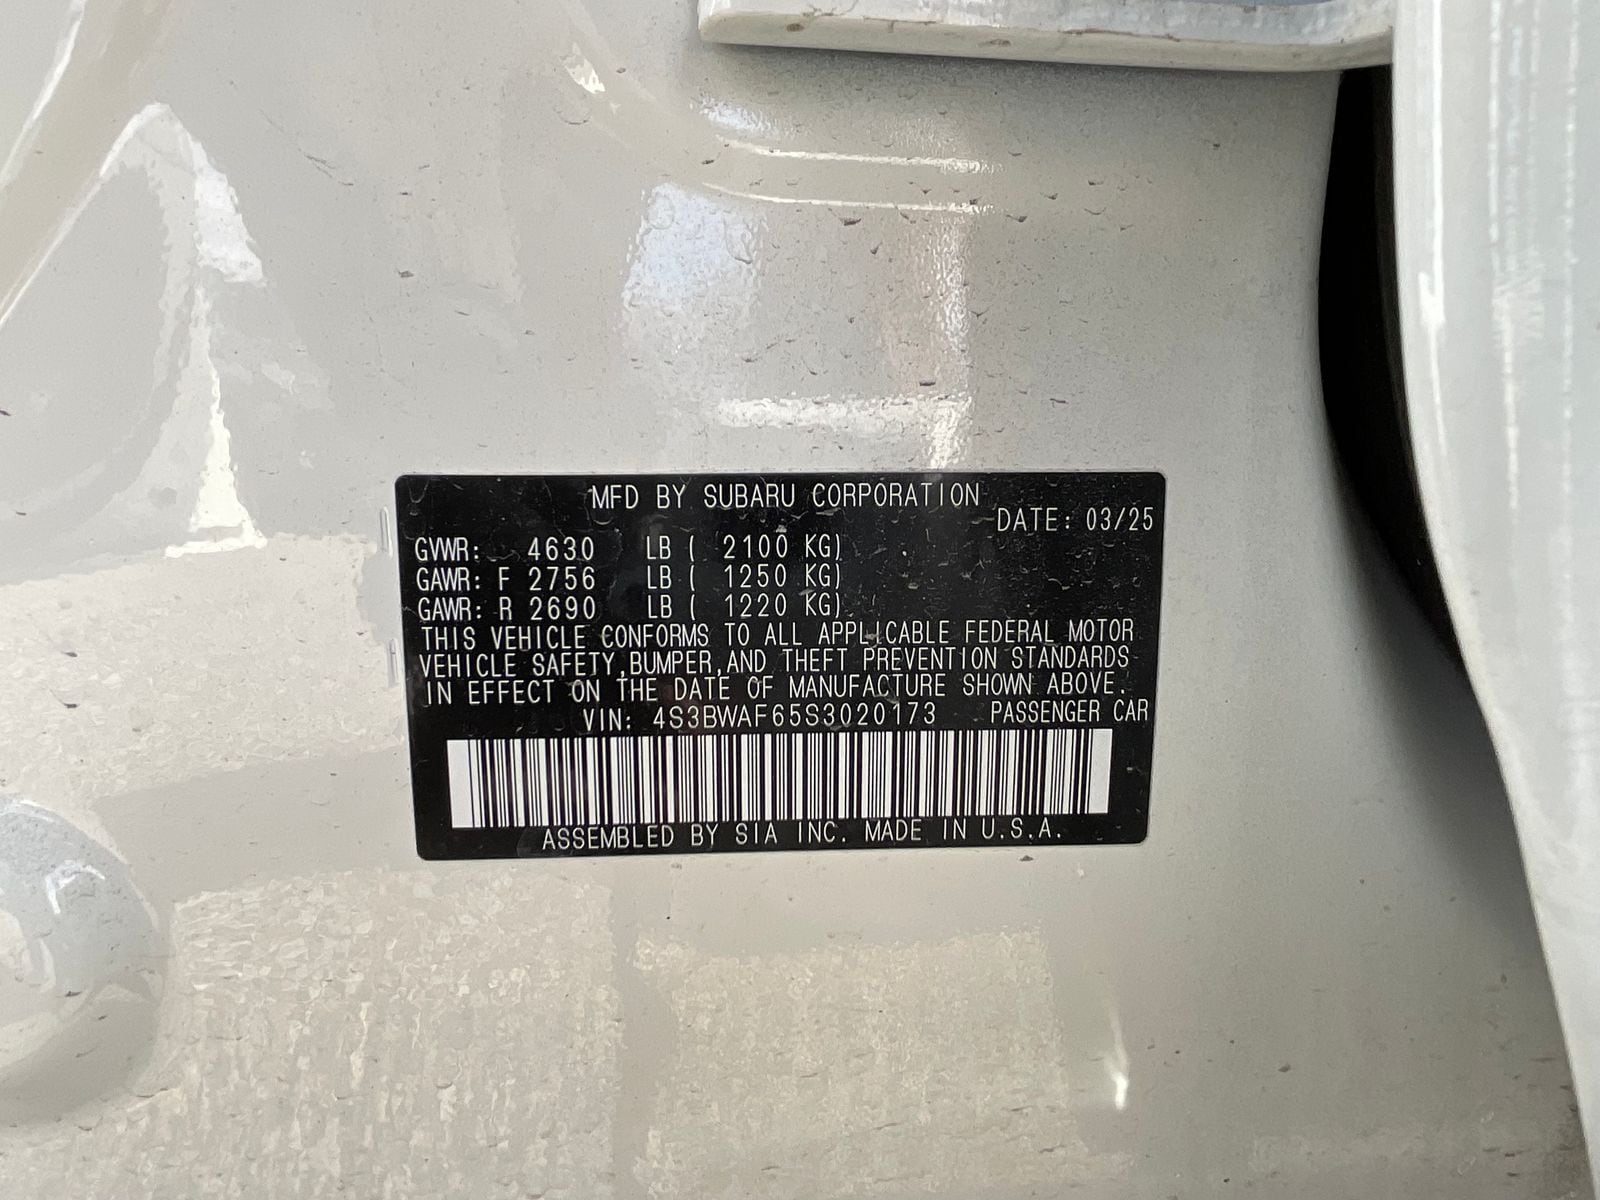 MFD BY SUBARU CORPORATION
DATE: 03/25
GVWR: 4630 LB ( 2100 KG)
GAWR: F 2756 LB ( 1250 KG)
GAWR: R 2690 LB ( 1220 KG)
THIS VEHICLE CONFORMS TO ALL APPLICABLE FEDERAL MOTOR
VEHICLE SAFETY,BUMPER,AND THEFT PREVENTION STANDARDS
IN EFFECT ON THE DATE OF MANUFACTURE SHOWN ABOVE.
VIN: 4S3BWAF65S3020173 PASSENGER CAR
ASSEMBLED BY SIA INC. MADE IN U.S.A.